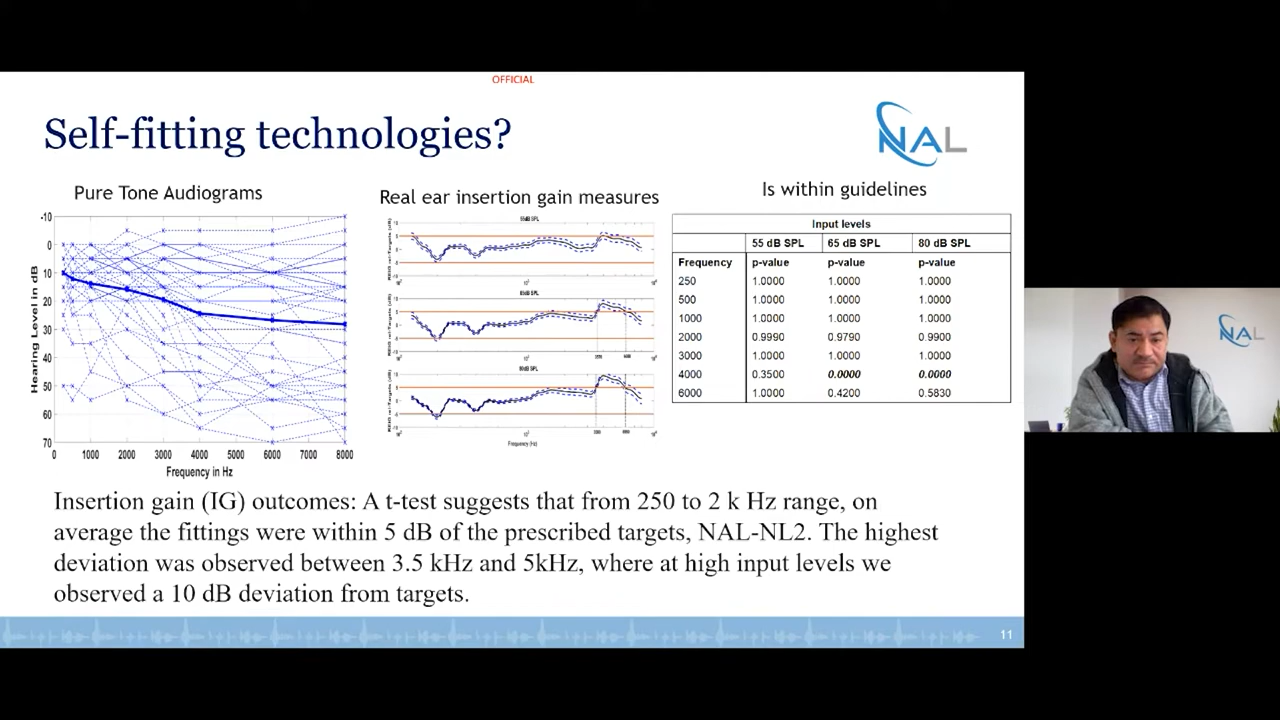 OFFICIAL
Self-fitting technologies?
NAL
Pure Tone Audiograms
Real ear insertion gain measures
Is within guidelines
-10
0
10
20
30
40
50
60
70
Hearing Level in dB
0 1000 2000 3000 4000 5000 6000 7000 8000
Frequency in Hz
55dB SPL
80dB SPL
Frequency (Hz)
Input levels
55 dB SPL 65 dB SPL 80 dB SPL
Frequency p-value p-value p-value
250 1.0000 1.0000 1.0000
500 1.0000 1.0000 1.0000
1000 1.0000 1.0000 1.0000
2000 0.9990 0.9790 0.9900
3000 1.0000 1.0000 1.0000
4000 0.3500 0.0000 0.0000
6000 1.0000 0.4200 0.5830
NAL
Insertion gain (IG) outcomes: A t-test suggests that from 250 to 2 k Hz range, on
average the fittings were within 5 dB of the prescribed targets, NAL-NL2. The highest
deviation was observed between 3.5 kHz and 5kHz, where at high input levels we
observed a 10 dB deviation from targets.
11